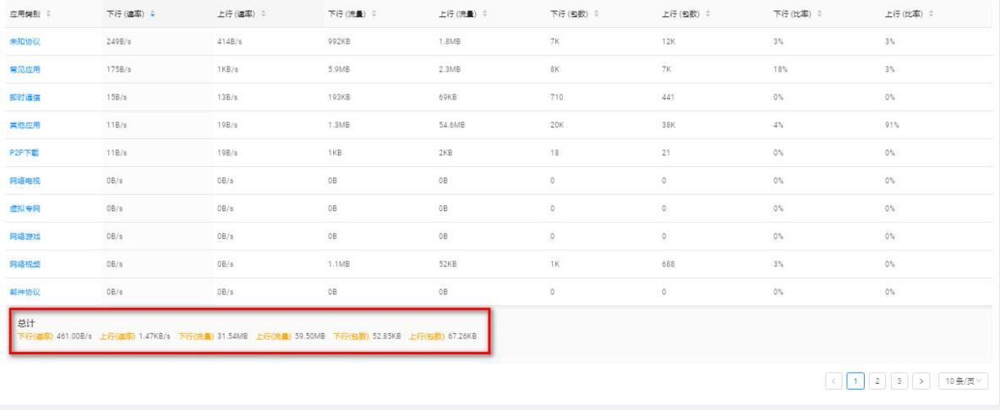 应用类别 下行 (速率) 上行 (速率) 下行 (流量) 上行 (流量) 下行 (包数) 上行 (包数) 下行 (比率) 上行 (比率)
未知协议 249B/s 414B/s 992KB 1.8MB 7K 12K 3% 3%
常见应用 175B/s 1KB/s 5.9MB 2.3MB 8K 7K 18% 3%
即时通信 15B/s 13B/s 193KB 69KB 710 441 0% 0%
其他应用 11B/s 19B/s 1.3MB 54.6MB 20K 38K 4% 91%
P2P下载 11B/s 19B/s 1KB 2KB 18 21 0% 0%
网络电视 0B/s 0B/s 0B 0B 0 0 0% 0%
虚拟专网 0B/s 0B/s 0B 0B 0 0 0% 0%
网络游戏 0B/s 0B/s 0B 0B 0 0 0% 0%
网络视频 0B/s 0B/s 1.1MB 52KB 1K 688 3% 0%
邮件协议 0B/s 0B/s 0B 0B 0 0 0% 0%
总计
下行(速率) 461.00B/s 上行(速率) 1.47KB/s 下行(流量) 31.54MB 上行(流量) 59.50MB 下行(包数) 52.85KB 上行(包数) 67.26KB
< 1 2 3 > 10 条/页